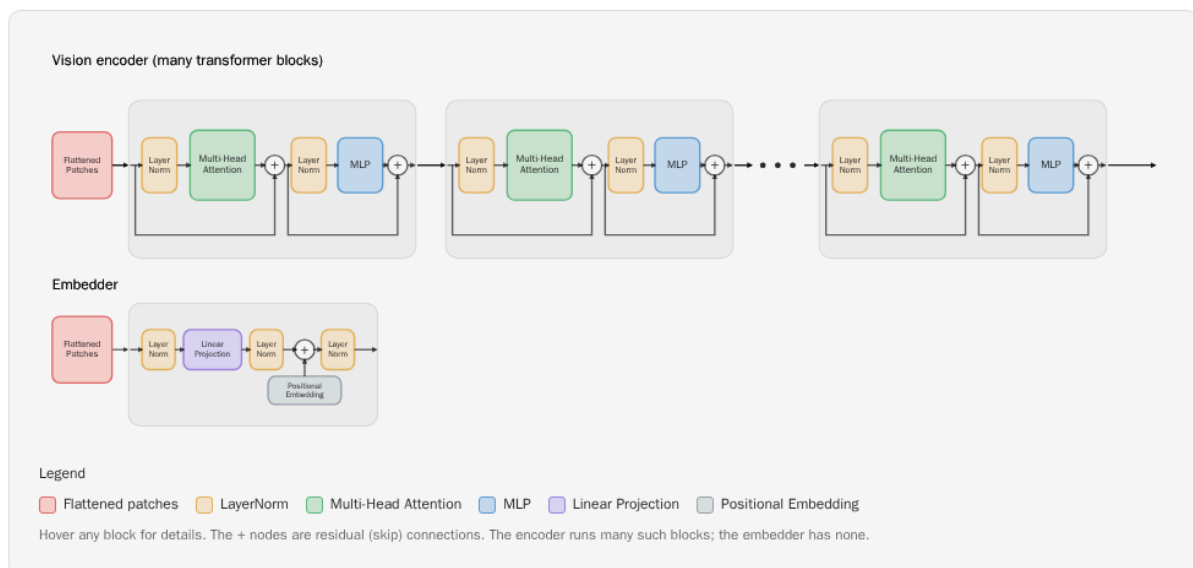 Vision encoder (many transformer blocks)
Flattened
Patches
Layer
Norm
Multi-Head
Attention
+
Layer
Norm
MLP
+
Layer
Norm
Multi-Head
Attention
+
Layer
Norm
MLP
+
Layer
Norm
Multi-Head
Attention
+
Layer
Norm
MLP
+
Embedder
Flattened
Patches
Layer
Norm
Linear
Projection
Layer
Norm
+
Layer
Norm
Positional
Embedding
Legend
Flattened patches LayerNorm Multi-Head Attention MLP Linear Projection Positional Embedding
Hover any block for details. The + nodes are residual (skip) connections. The encoder runs many such blocks; the embedder has none.